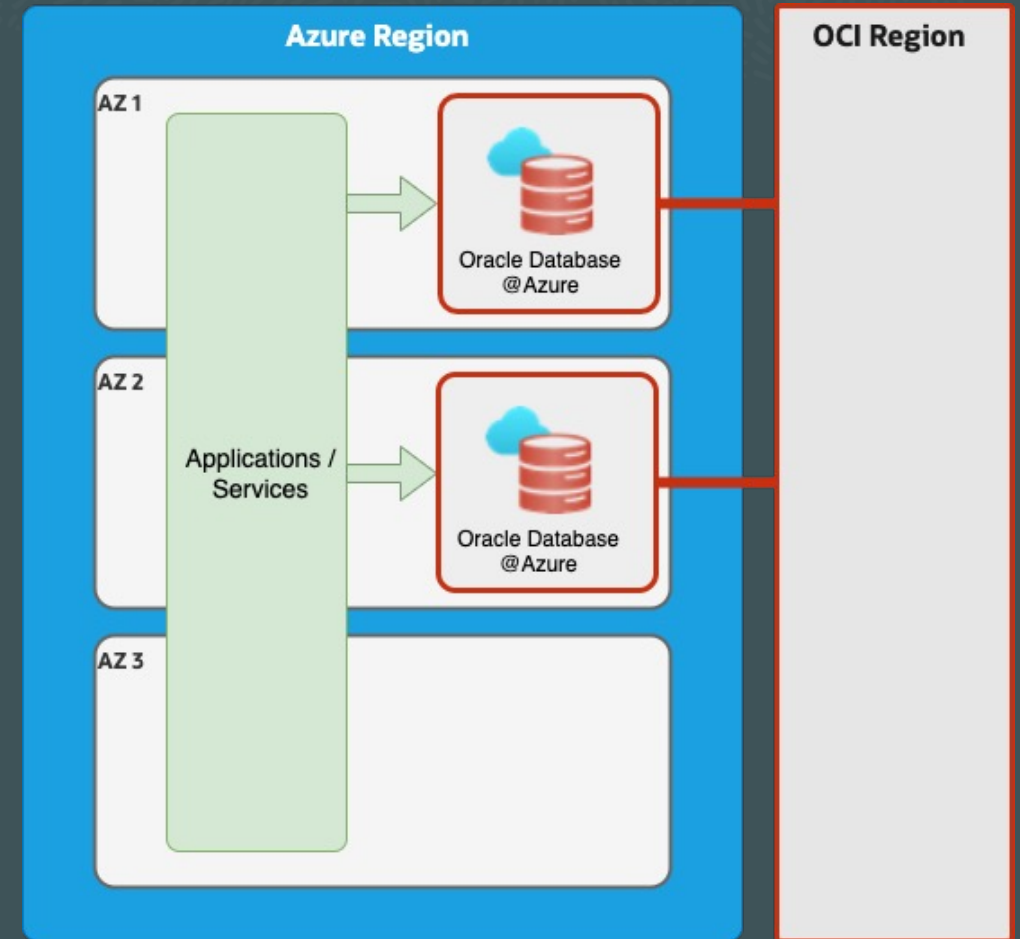 Azure Region
OCI Region
AZ 1
Oracle Database
@Azure
AZ 2
Applications /
Services
Oracle Database
@Azure
AZ 3